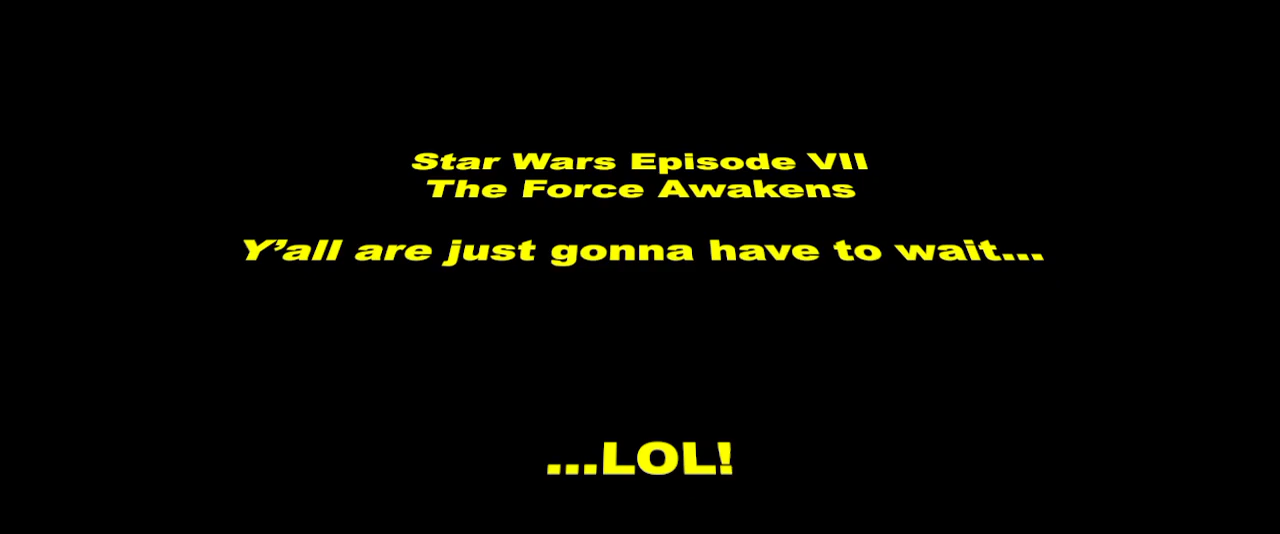 Star Wars Episode VII
The Force Awakens
Y’all are just gonna have to wait...
...LOL!